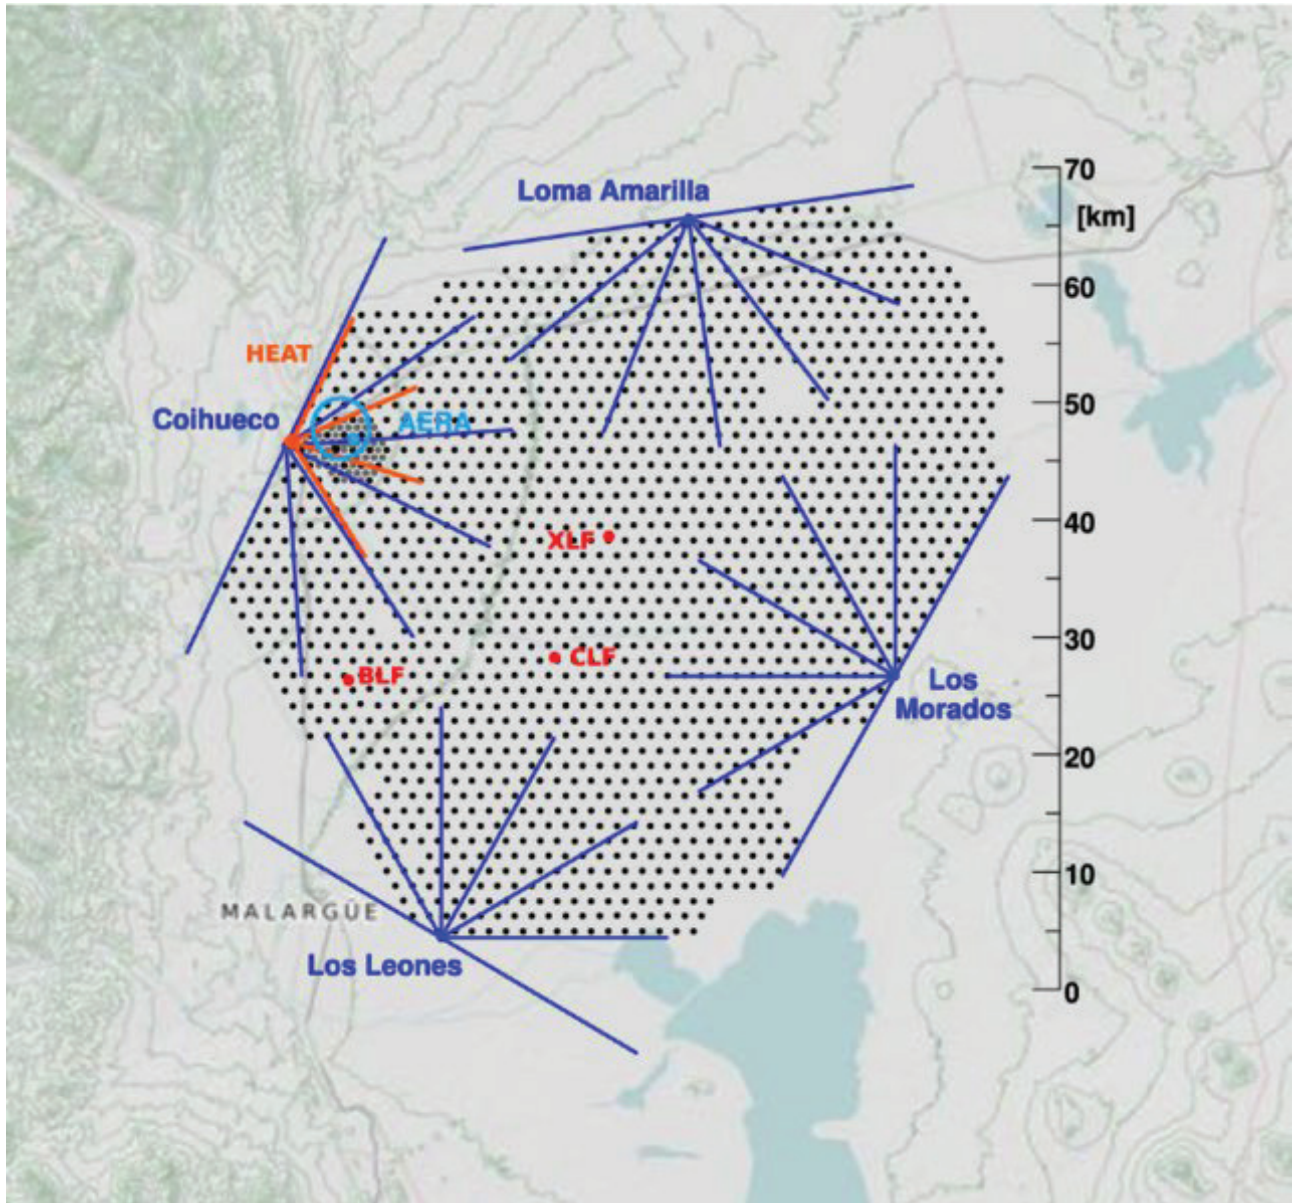 Loma Amarilla
70
[km]
60
HEAT
50
Coihueco
AERA
40
XLF
30
CLF
BLF
Los
Morados
20
10
MALARGÜE
Los Leones
0